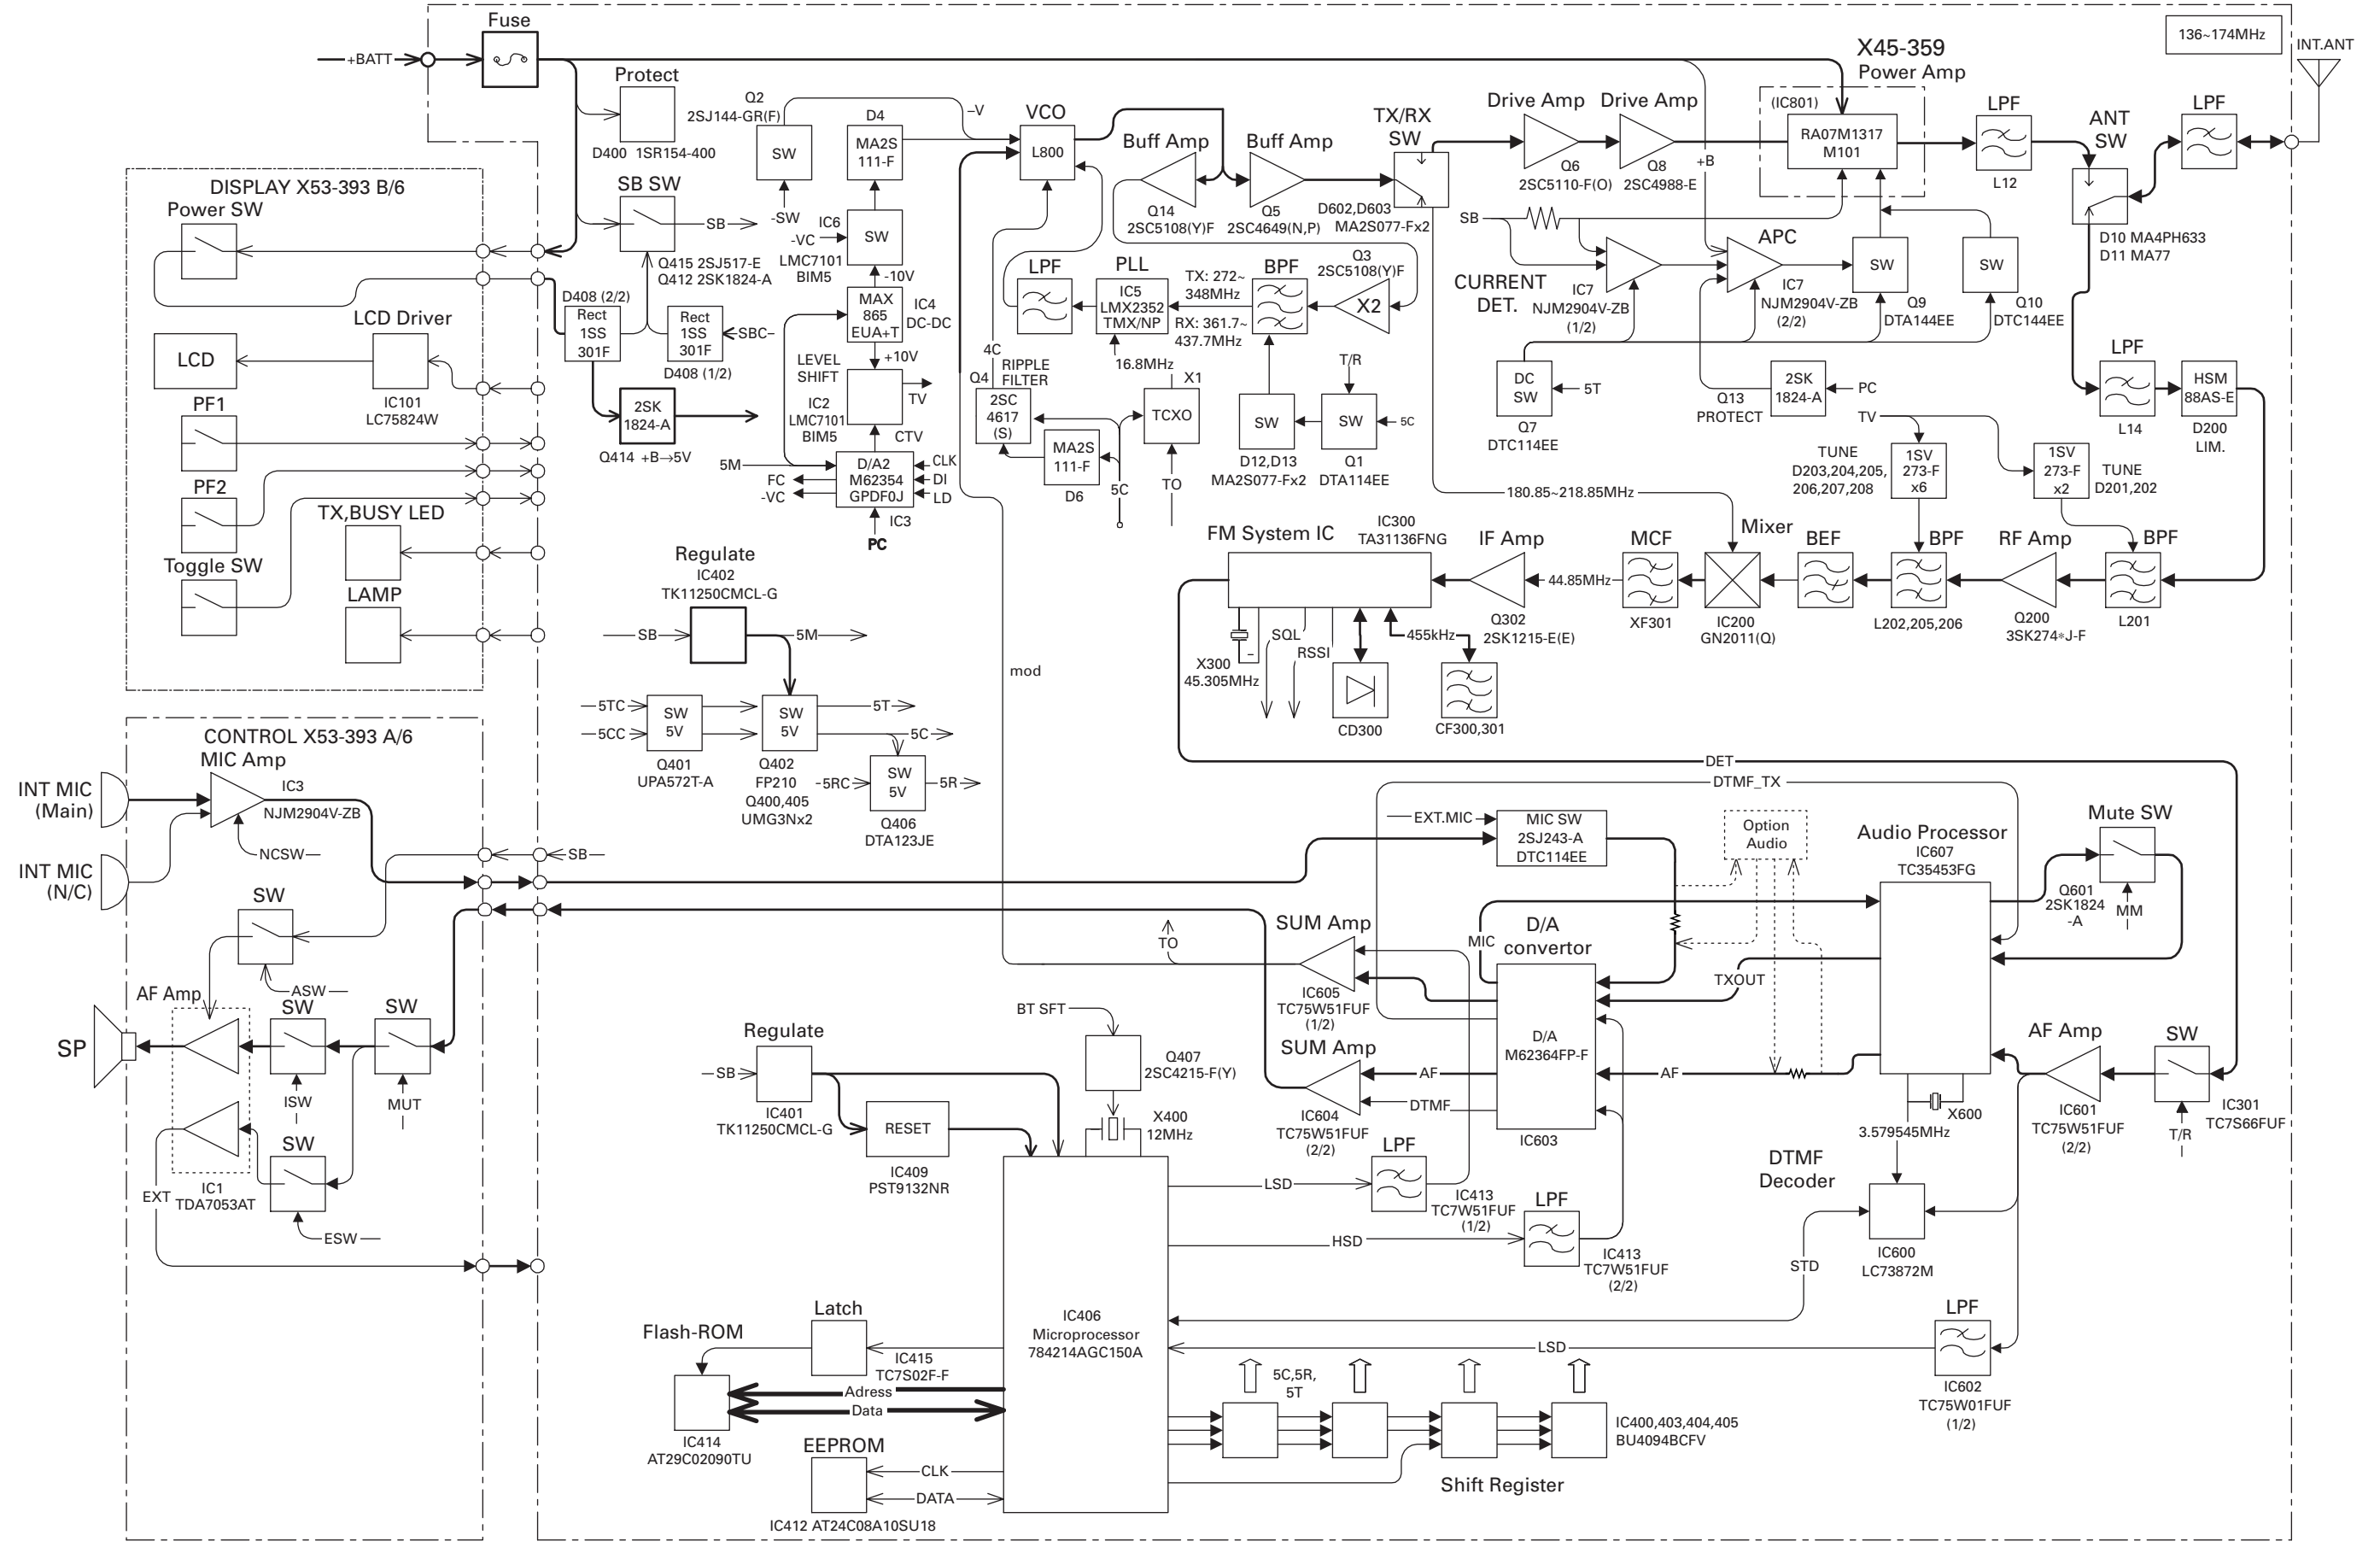 Fuse
+BATT
Protect
D400 1SR154-400
SB SW
SB
Q415 2SJ517-E
Q412 2SK1824-A
D408 (2/2)
Rect
1SS
301F
Rect
1SS
301F
SBC
D408 (1/2)
2SK
1824-A
Q414 +B→5V
DISPLAY X53-393 B/6
Power SW
LCD Driver
LCD
IC101
LC75824W
PF1
PF2
TX,BUSY LED
Toggle SW
LAMP
Q2
2SJ144-GR(F)
SW
-SW
−V
D4
MA2S
111-F
IC6
-VC
LMC7101
BIM5
SW
-10V
MAX
865
EUA+T
IC4
DC-DC
LEVEL
SHIFT
+10V
TV
IC2
LMC7101
BIM5
CTV
5M
FC
-VC
D/A2
M62354
GPDF0J
CLK
DI
LD
IC3
PC
VCO
L800
Buff Amp
Q14
2SC5108(Y)F
Buff Amp
Q5
2SC4649(N,P)
TX/RX
SW
D602,D603
MA2S077-Fx2
Drive Amp
Q6
2SC5110-F(O)
Drive Amp
Q8
2SC4988-E
X45-359
Power Amp
(IC801)
RA07M1317
M101
+B
136~174MHz
INT.ANT
LPF
L12
ANT
SW
LPF
D10 MA4PH633
D11 MA77
LPF
PLL
IC5
LMX2352
TMX/NP
TX: 272~
348MHz
RX: 361.7~
437.7MHz
BPF
Q3
2SC5108(Y)F
X2
16.8MHz
4C
RIPPLE
FILTER
Q4
2SC
4617
(S)
MA2S
111-F
D6
5C
X1
TCXO
TO
T/R
SW
SW
5C
D12,D13
MA2S077-Fx2
Q1
DTA114EE
SB
CURRENT
DET.
IC7
NJM2904V-ZB
(1/2)
APC
IC7
NJM2904V-ZB
(2/2)
SW
Q9
DTA144EE
SW
Q10
DTC144EE
DC
SW
5T
Q7
DTC114EE
Q13
PROTECT
2SK
1824-A
PC
TV
LPF
L14
HSM
88AS-E
D200
LIM.
TUNE
D203,204,205,
206,207,208
1SV
273-F
x6
1SV
273-F
x2
TUNE
D201,202
180.85~218.85MHz
FM System IC
IC300
TA31136FNG
IF Amp
Q302
2SK1215-E(E)
44.85MHz
MCF
XF301
Mixer
IC200
GN2011(Q)
BEF
BPF
L202,205,206
RF Amp
Q200
3SK274*J-F
BPF
L201
X300
45.305MHz
SQL
RSSI
455kHz
CD300
CF300,301
Regulate
IC402
TK11250CMCL-G
SB
5M
5TC
5CC
SW
5V
Q401
UPA572T-A
SW
5V
Q402
FP210
Q400,405
UMG3Nx2
5T
5C
5RC
SW
5V
5R
Q406
DTA123JE
mod
CONTROL X53-393 A/6
MIC Amp
INT MIC
(Main)
IC3
NJM2904V-ZB
NCSW
INT MIC
(N/C)
SB
SW
ASW
AF Amp
SP
SW
ISW
SW
MUT
SW
IC1
TDA7053AT
EXT
ESW
DET
DTMF_TX
EXT.MIC
MIC SW
2SJ243-A
DTC114EE
Option
Audio
Audio Processor
IC607
TC35453FG
Mute SW
Q601
2SK1824
-A
MM
TO
SUM Amp
IC605
TC75W51FUF
(1/2)
MIC
D/A
convertor
D/A
M62364FP-F
IC603
TXOUT
SUM Amp
IC604
TC75W51FUF
(2/2)
AF
DTMF
AF
X600
3.579545MHz
AF Amp
IC601
TC75W51FUF
(2/2)
SW
IC301
TC7S66FUF
T/R
Regulate
SB
IC401
TK11250CMCL-G
RESET
IC409
PST9132NR
BT SFT
Q407
2SC4215-F(Y)
X400
12MHz
LSD
LPF
IC413
TC7W51FUF
(1/2)
HSD
LPF
IC413
TC7W51FUF
(2/2)
DTMF
Decoder
IC600
LC73872M
STD
LPF
IC602
TC75W01FUF
(1/2)
LSD
IC406
Microprocessor
784214AGC150A
Latch
IC415
TC7S02F-F
Flash-ROM
Adress
Data
IC414
AT29C02090TU
EEPROM
CLK
DATA
IC412 AT24C08A10SU18
5C,5R,
5T
IC400,403,404,405
BU4094BCFV
Shift Register